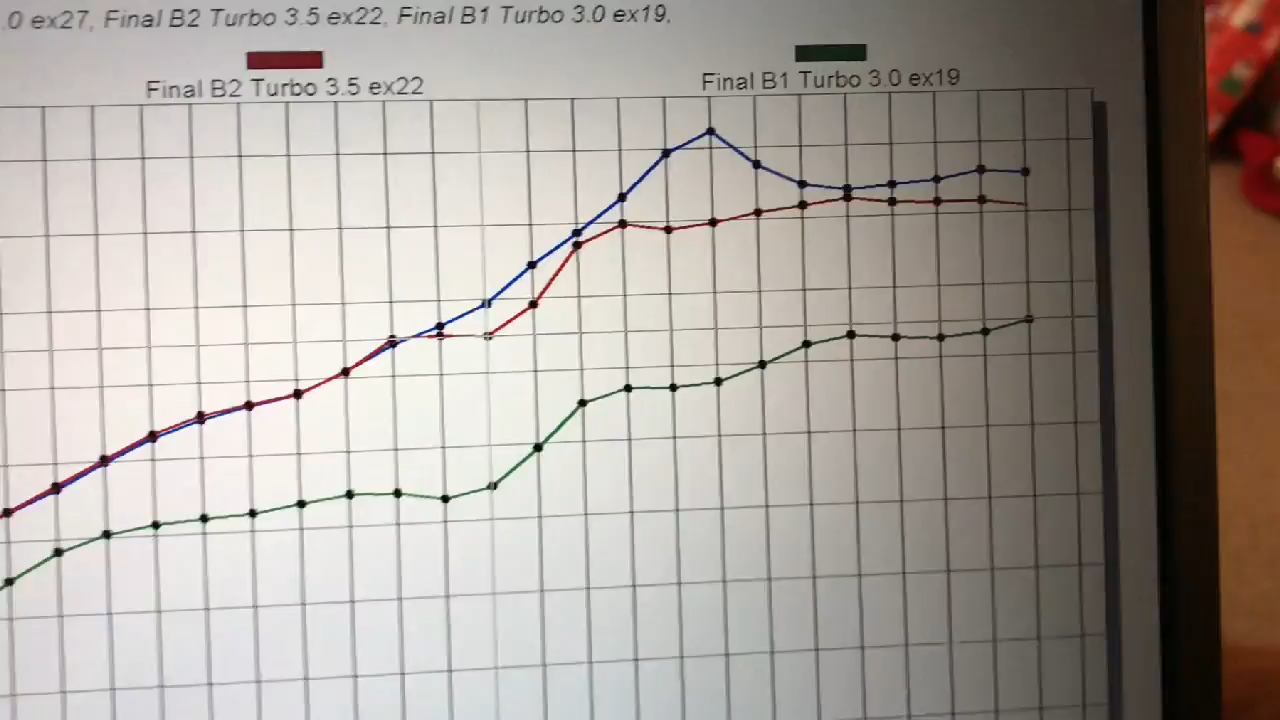 .0 ex27, Final B2 Turbo 3.5 ex22, Final B1 Turbo 3.0 ex19,
Final B2 Turbo 3.5 ex22
Final B1 Turbo 3.0 ex19